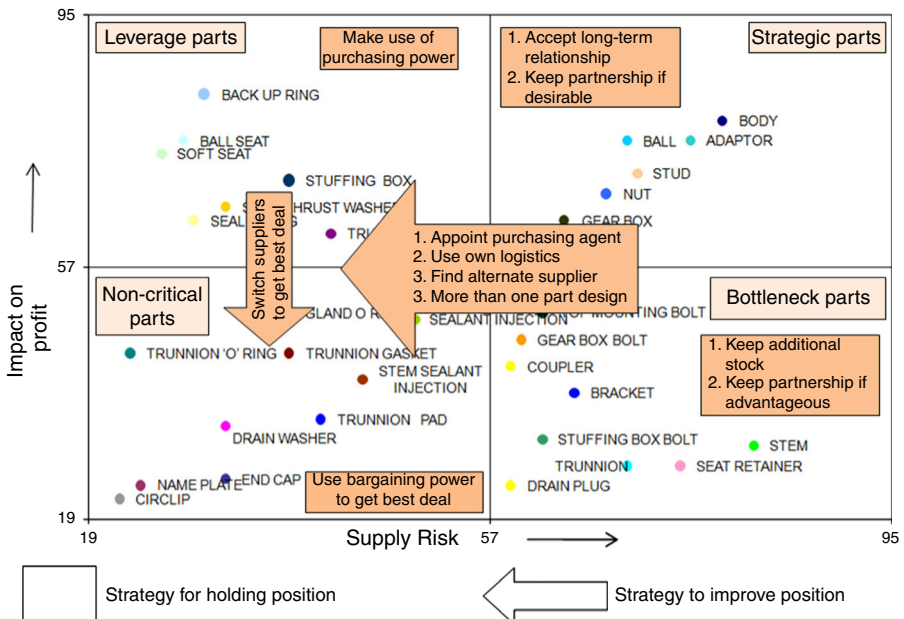 95
Leverage parts
Make use of
purchasing power
1. Accept long-term
relationship
2. Keep partnership if
desirable
Strategic parts
BACK UP RING
BODY
BALL SEAT
BALL
ADAPTOR
SOFT SEAT
STUD
STUFFING BOX
NUT
THRUST WASHER
SEAL
GEAR BOX
Switch suppliers
to get best deal
1. Appoint purchasing agent
2. Use own logistics
3. Find alternate supplier
3. More than one part design
57
Impact on
profit
Non-critical
parts
Bottleneck parts
GLAND O
SEALANT INJECTION
MOUNTING BOLT
TRUNNION 'O' RING
TRUNNION GASKET
GEAR BOX BOLT
1. Keep additional
stock
2. Keep partnership if
advantageous
STEM SEALANT
INJECTION
COUPLER
BRACKET
TRUNNION PAD
DRAIN WASHER
STUFFING BOX BOLT
STEM
TRUNNION
SEAT RETAINER
NAME PLATE
END CAP
Use bargaining power
to get best deal
DRAIN PLUG
CIRCLIP
19
19
Supply Risk
57
95
Strategy for holding position
Strategy to improve position